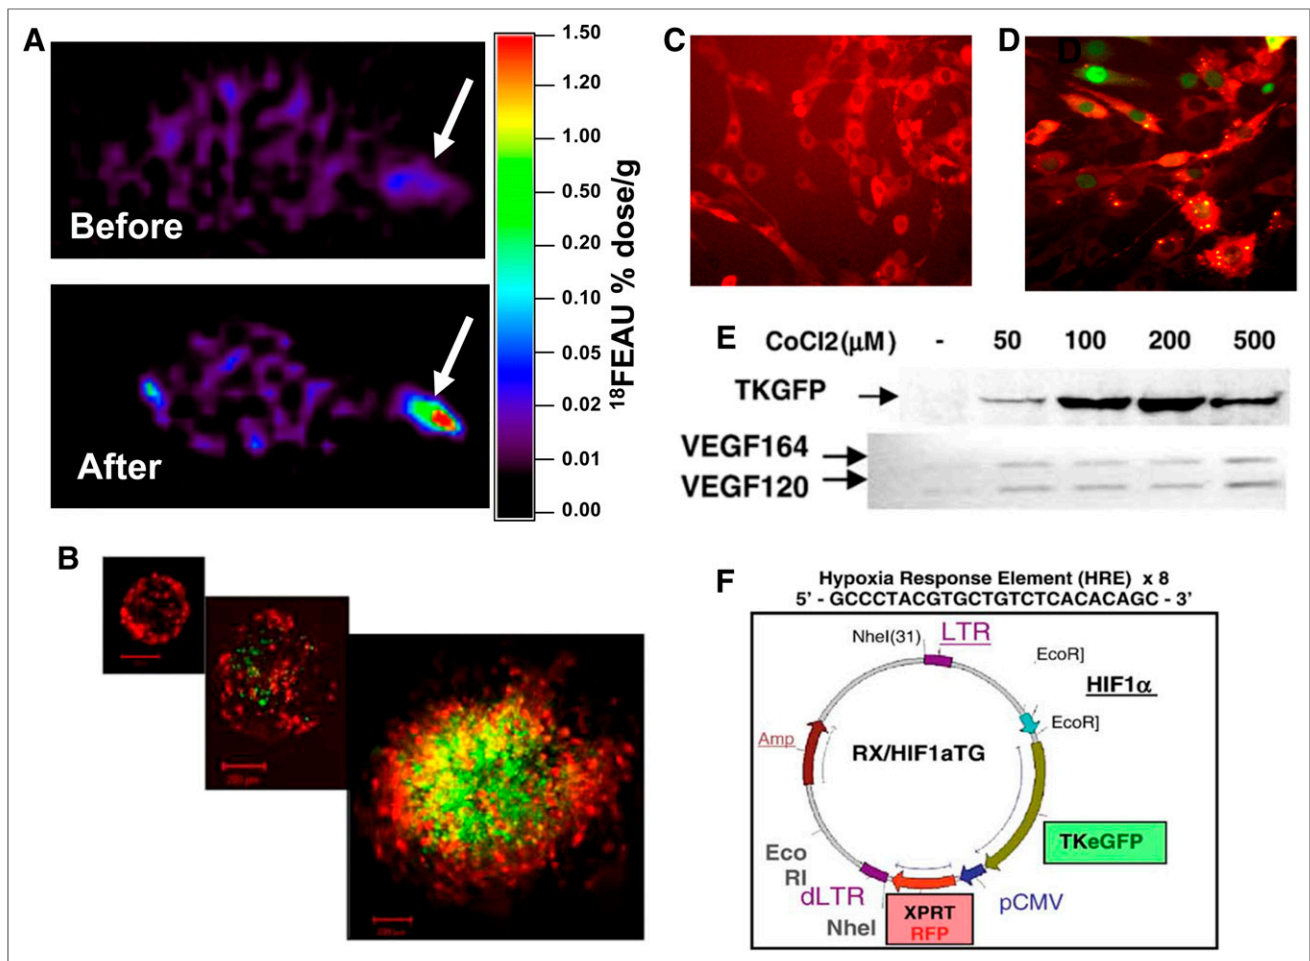 A
Before
After
1.50
1.20
1.00
0.50
0.20
0.10
0.05
0.02
0.01
0.00
18FEAU % dose/g
B
C
D
D
E
CoCl2(µM) - 50 100 200 500
TKGFP
VEGF164
VEGF120
F
Hypoxia Response Element (HRE) x 8
5' - GCCCTACGTGCTGTCTCACACAGC - 3'
NheI(31)
LTR
EcoR]
HIF1α
EcoR]
Amp
RX/HIF1aTG
TKeGFP
Eco
RI
dLTR
NheI
XPRT
RFP
pCMV